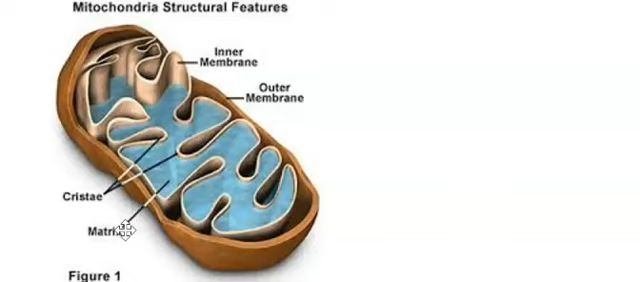 Mitochondria Structural Features
Inner
Membrane
Outer
Membrane
Cristae
Figure 1